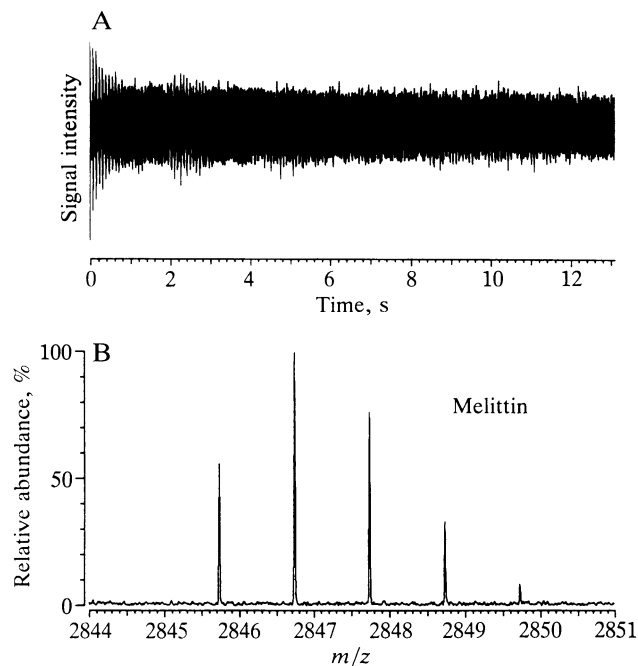 A
Signal intensity
0 2 4 6 8 10 12
Time, s
B
100
50
0
Relative abundance, %
Melittin
2844 2845 2846 2847 2848 2849 2850 2851
m/z